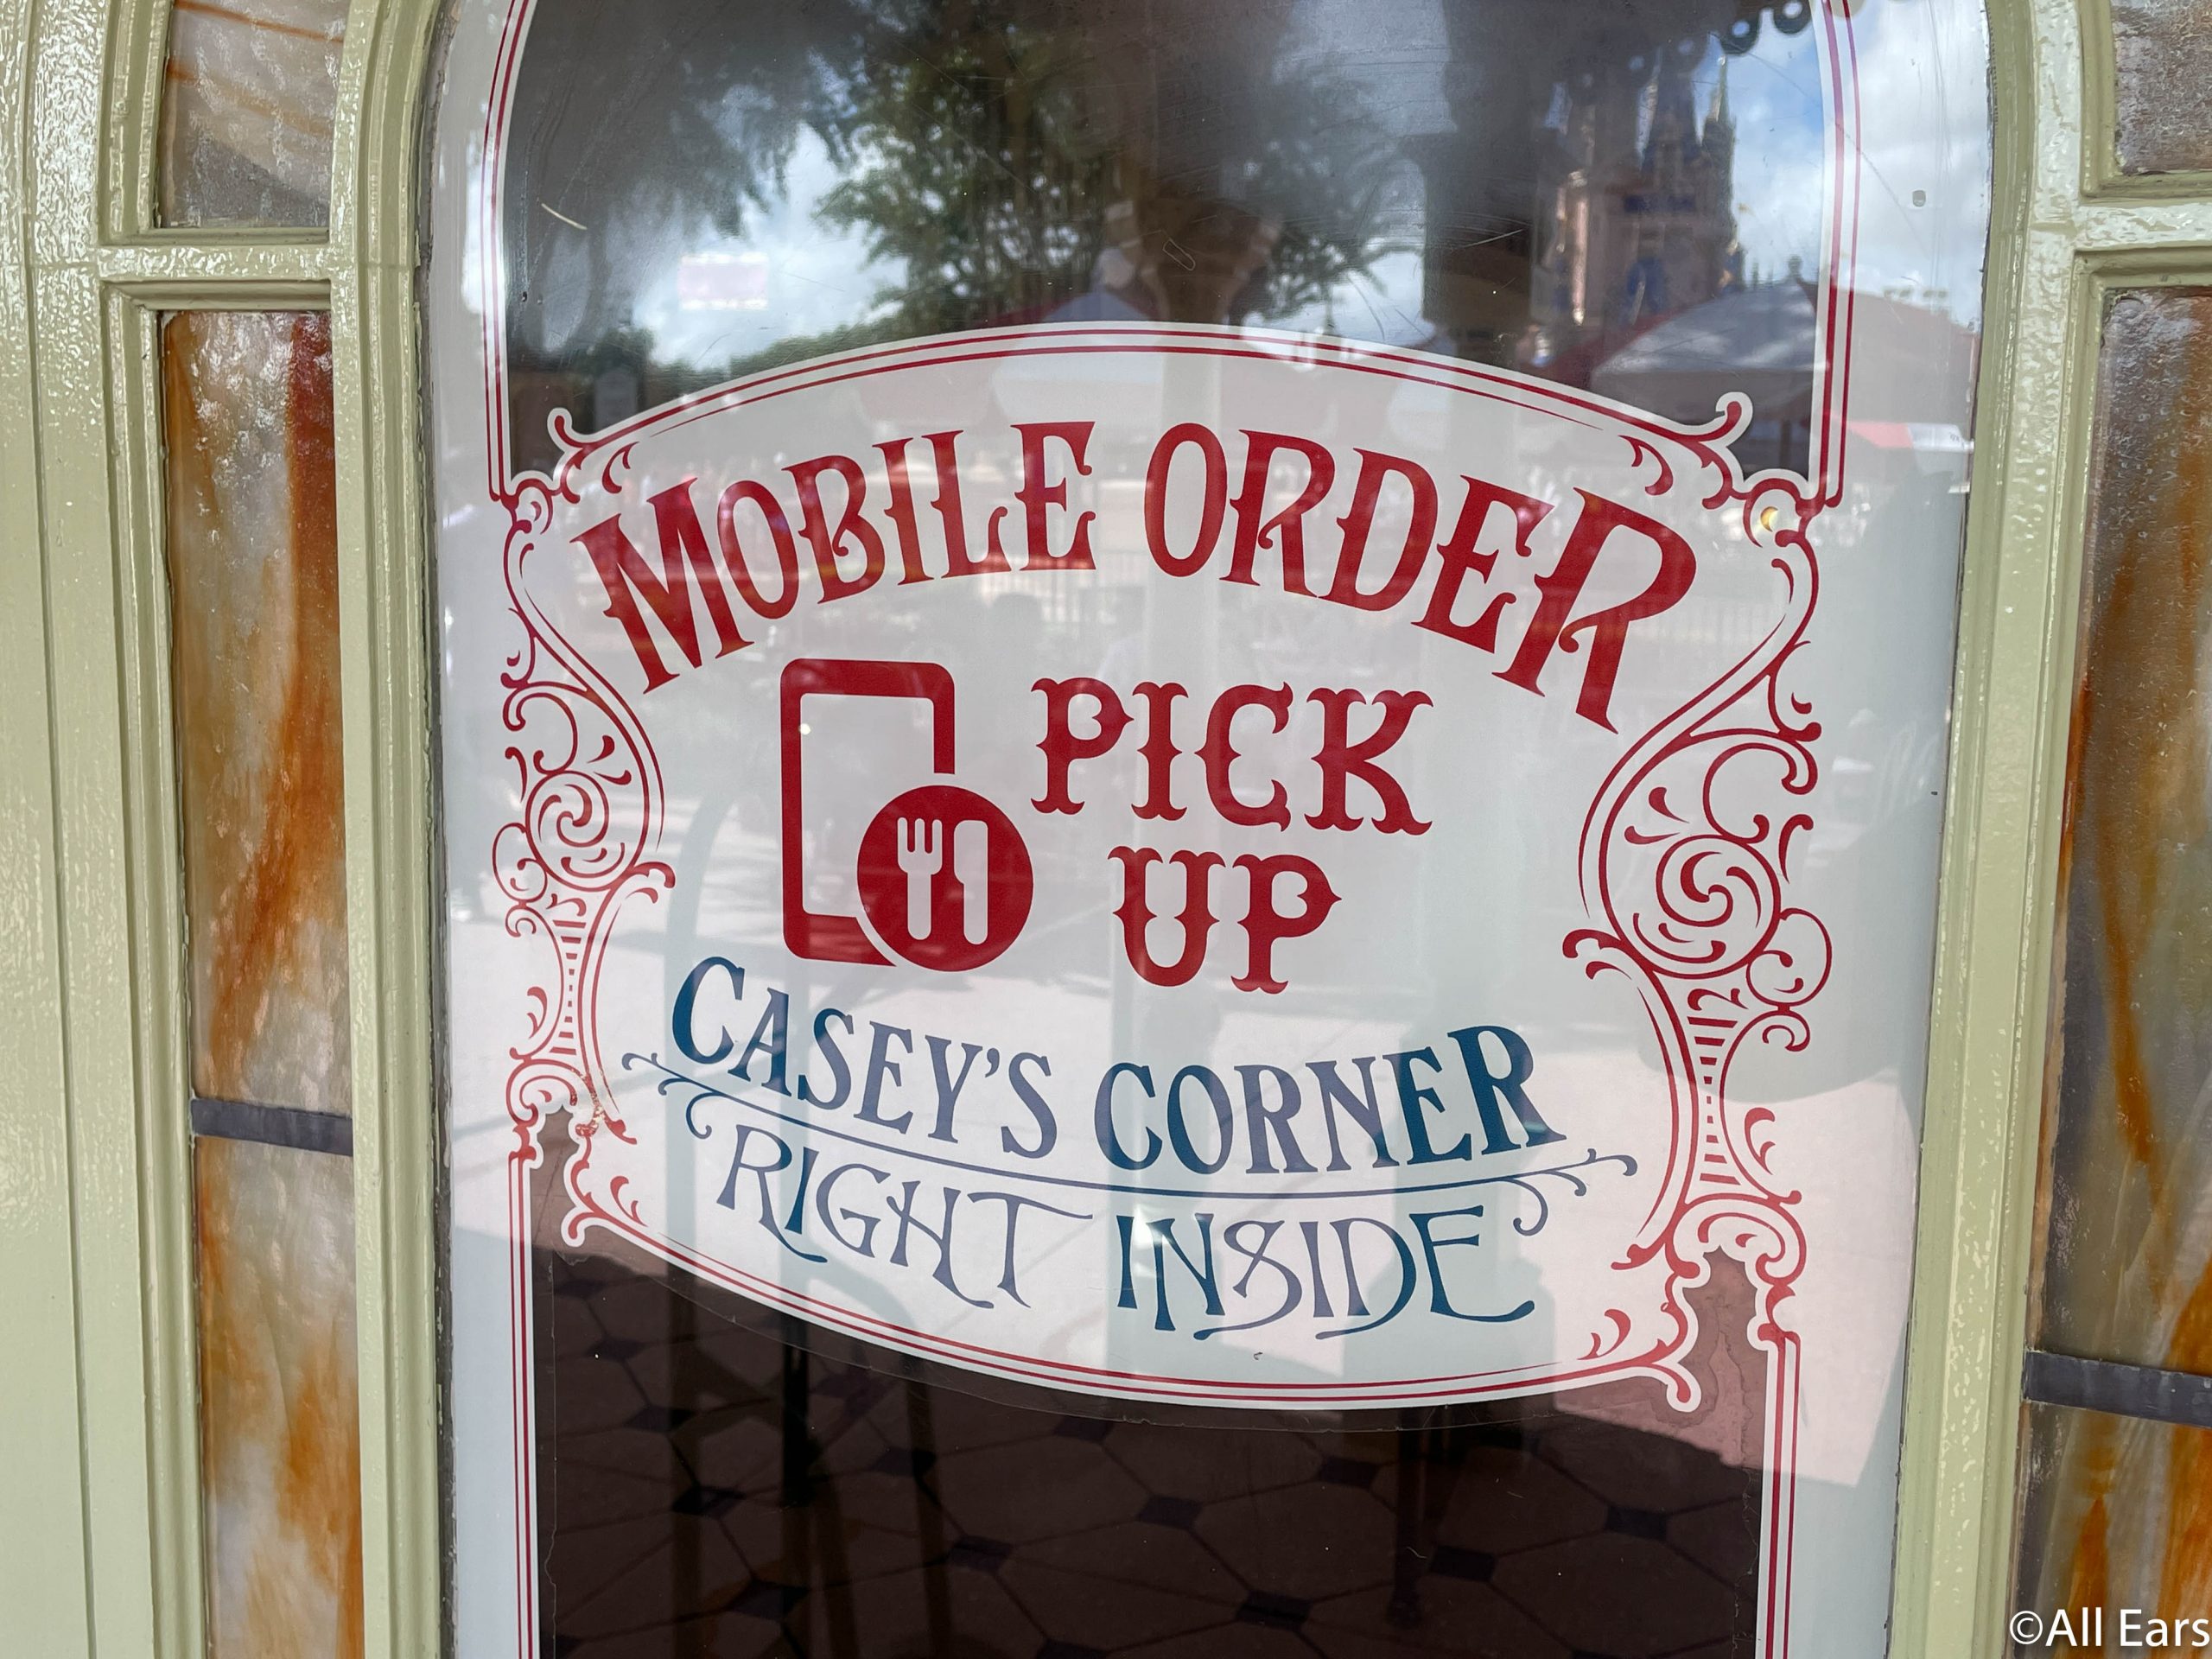 MOBILE ORDER
PICK
UP
CASEY'S CORNER
RIGHT INSIDE
©All Ears